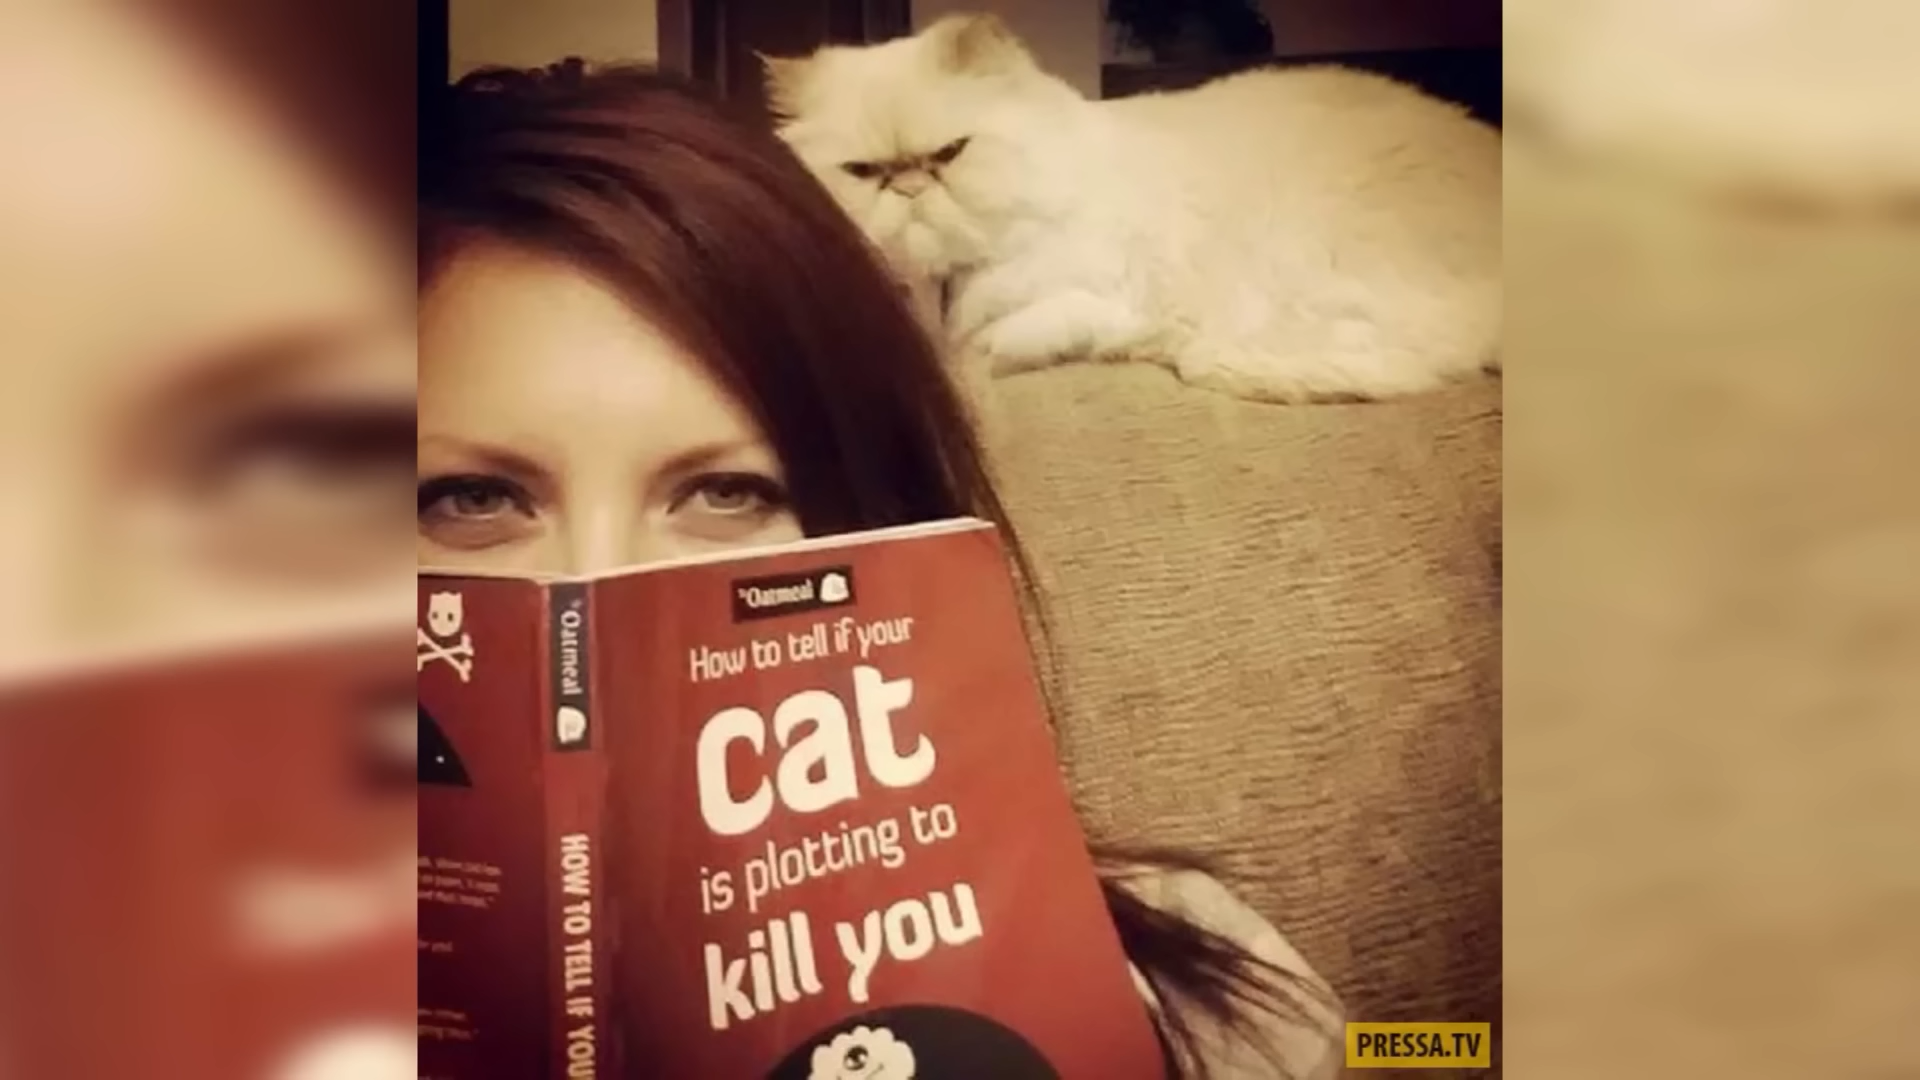 The Oatmeal
How to tell if your
cat
is plotting to
kill you
The Oatmeal
HOW TO TELL IF YOUR
PRESSA.TV